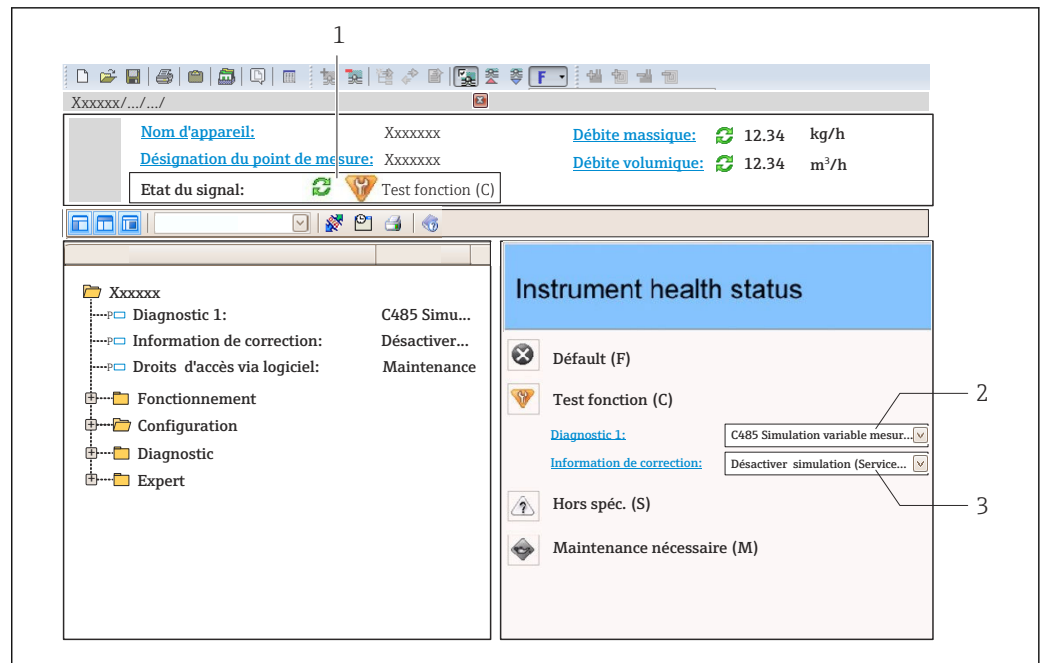 1
F
Xxxxxx/.../.../
Nom d'appareil: Xxxxxxx Débite massique: 12.34 kg/h
Désignation du point de mesure: Xxxxxxx Débite volumique: 12.34 m³/h
Etat du signal: Test fonction (C)
Xxxxxx
Diagnostic 1: C485 Simu...
Information de correction: Désactiver...
Droits d'accès via logiciel: Maintenance
Fonctionnement
Configuration
Diagnostic
Expert
Instrument health status
Défault (F)
Test fonction (C)
Diagnostic 1: C485 Simulation variable mesur...
2
Information de correction: Désactiver simulation (Service...
3
Hors spéc. (S)
Maintenance nécessaire (M)